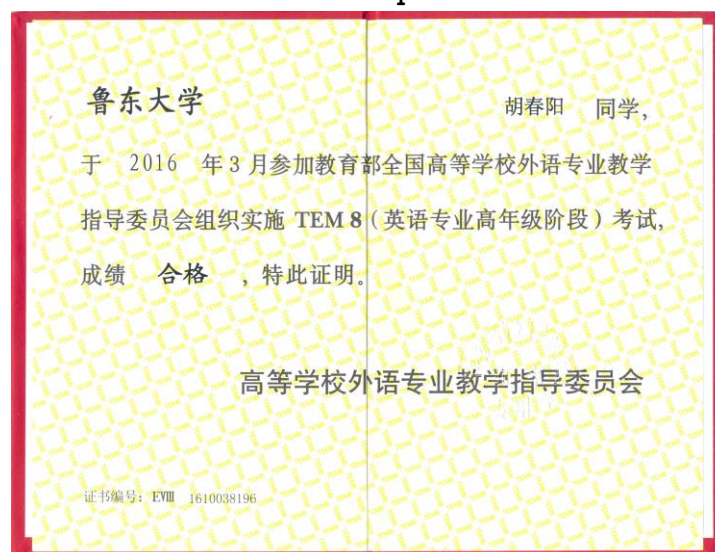 鲁东大学 胡春阳 同学，
于 2016 年 3 月参加教育部全国高等学校外语专业教学
指导委员会组织实施 TEM 8（英语专业高年级阶段）考试，
成绩 合格 ，特此证明。
高等学校外语专业教学指导委员会
证书编号：EⅧ 1610038196